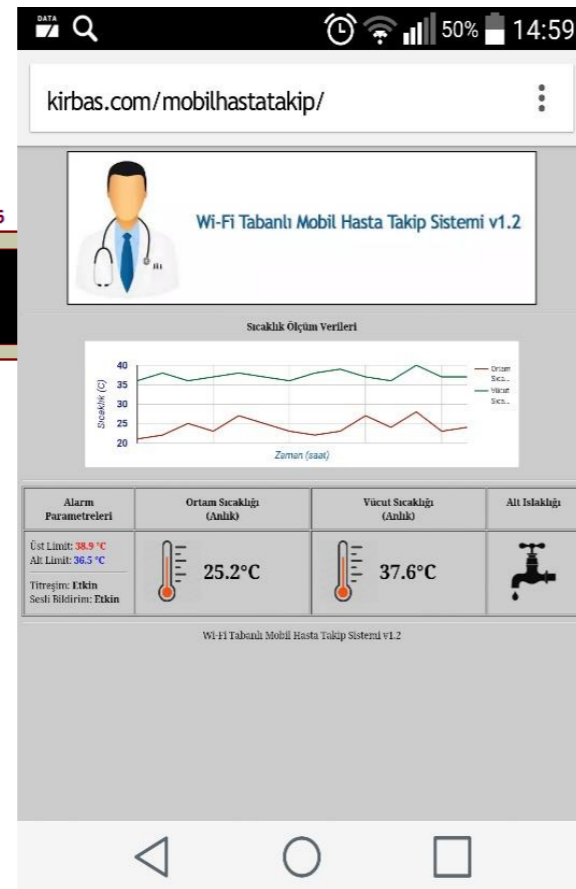 DATA
50% 14:59
kirbas.com/mobilhastatakip/
Wi-Fi Tabanlı Mobil Hasta Takip Sistemi v1.2
Sıcaklık Ölçüm Verileri
Sıcaklık (C)
40
35
30
25
20
Zaman (saat)
Ortam
Sıca...
Vücut
Sıca...
Alarm
Parametreleri
Ortam Sıcaklığı
(Anlık)
Vücut Sıcaklığı
(Anlık)
Alt Islaklığı
Üst Limit: 38.9 °C
Alt Limit: 36.5 °C
Titreşim: Etkin
Sesli Bildirim: Etkin
25.2°C
37.6°C
Wi-Fi Tabanlı Mobil Hasta Takip Sistemi v1.2